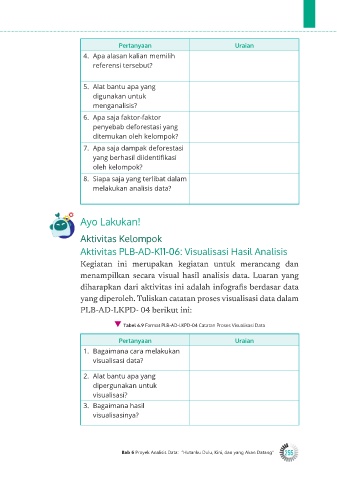 Pertanyaan Uraian
4. Apa alasan kalian memilih
referensi tersebut?
5. Alat bantu apa yang
digunakan untuk
menganalisis?
6. Apa saja faktor-faktor
penyebab deforestasi yang
ditemukan oleh kelompok?
7. Apa saja dampak deforestasi
yang berhasil diidentifikasi
oleh kelompok?
8. Siapa saja yang terlibat dalam
melakukan analisis data?
Ayo Lakukan!
Aktivitas Kelompok
Aktivitas PLB-AD-K11-06: Visualisasi Hasil Analisis
Kegiatan ini merupakan kegiatan untuk merancang dan
menampilkan secara visual hasil analisis data. Luaran yang
diharapkan dari aktivitas ini adalah infografis berdasar data
yang diperoleh. Tuliskan catatan proses visualisasi data dalam
PLB-AD-LKPD- 04 berikut ini:
Tabel 6.9 Format PLB-AD-LKPD-04 Catatan Proses Visualisasi Data
Pertanyaan Uraian
1. Bagaimana cara melakukan
visualisasi data?
2. Alat bantu apa yang
dipergunakan untuk
visualisasi?
3. Bagaimana hasil
visualisasinya?
Bab 6 Proyek Analisis Data: "Hutanku Dulu, Kini, dan yang Akan Datang" 255